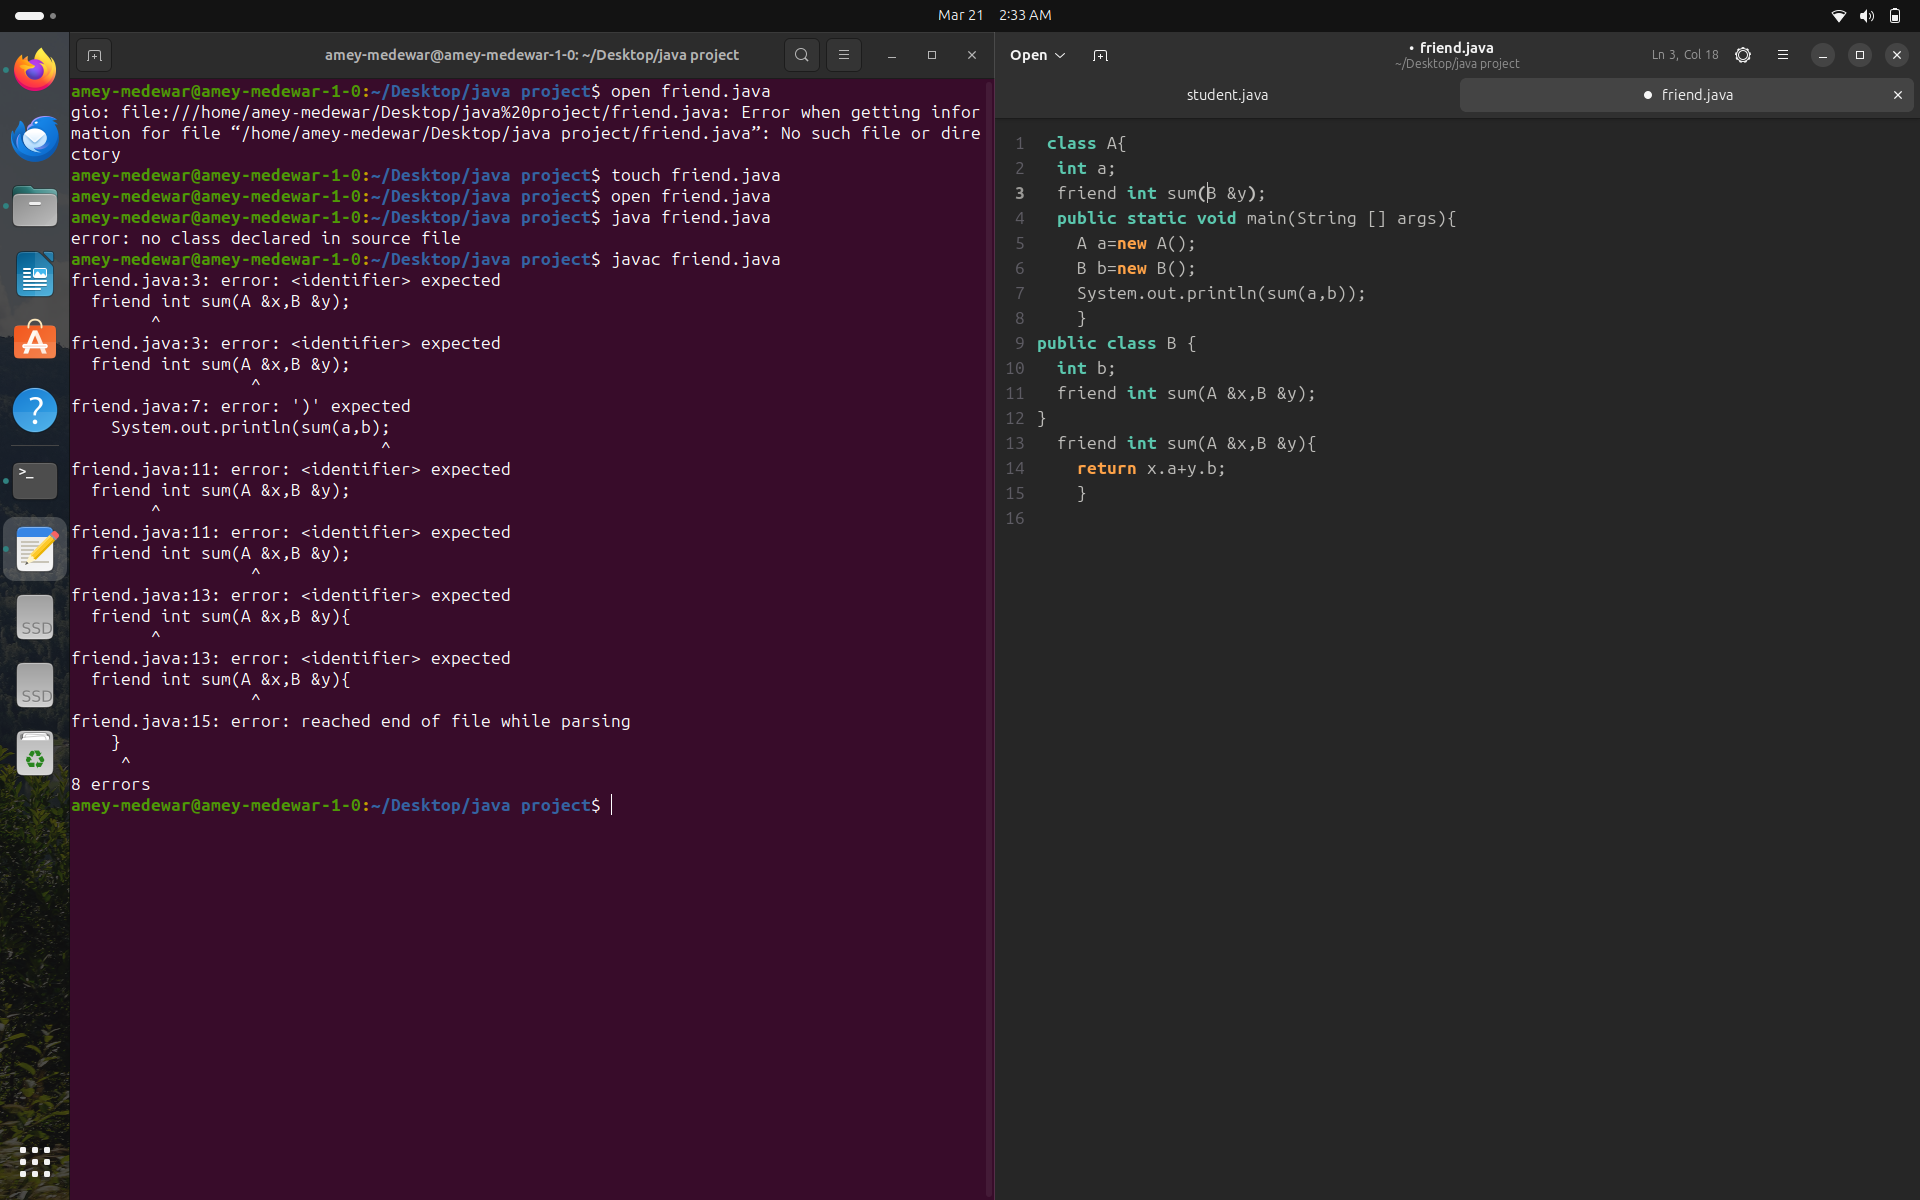 Mar 21 2:33 AM
amey-medewar@amey-medewar-1-0: ~/Desktop/java project
amey-medewar@amey-medewar-1-0:~/Desktop/java project$ open friend.java
gio: file:///home/amey-medewar/Desktop/java%20project/friend.java: Error when getting infor
mation for file “/home/amey-medewar/Desktop/java project/friend.java”: No such file or dire
ctory
amey-medewar@amey-medewar-1-0:~/Desktop/java project$ touch friend.java
amey-medewar@amey-medewar-1-0:~/Desktop/java project$ open friend.java
amey-medewar@amey-medewar-1-0:~/Desktop/java project$ java friend.java
error: no class declared in source file
amey-medewar@amey-medewar-1-0:~/Desktop/java project$ javac friend.java
friend.java:3: error: <identifier> expected
  friend int sum(A &x,B &y);
        ^
friend.java:3: error: <identifier> expected
  friend int sum(A &x,B &y);
                  ^
friend.java:7: error: ')' expected
    System.out.println(sum(a,b);
                               ^
friend.java:11: error: <identifier> expected
  friend int sum(A &x,B &y);
        ^
friend.java:11: error: <identifier> expected
  friend int sum(A &x,B &y);
                  ^
friend.java:13: error: <identifier> expected
  friend int sum(A &x,B &y){
        ^
friend.java:13: error: <identifier> expected
  friend int sum(A &x,B &y){
                  ^
friend.java:15: error: reached end of file while parsing
    }
     ^
8 errors
amey-medewar@amey-medewar-1-0:~/Desktop/java project$
SSD
SSD
Open
• friend.java
~/Desktop/java project
Ln 3, Col 18
student.java
● friend.java
1  class A{
2   int a;
3   friend int sum(B &y);
4   public static void main(String [] args){
5     A a=new A();
6     B b=new B();
7     System.out.println(sum(a,b));
8     }
9 public class B {
10   int b;
11   friend int sum(A &x,B &y);
12 }
13   friend int sum(A &x,B &y){
14     return x.a+y.b;
15     }
16